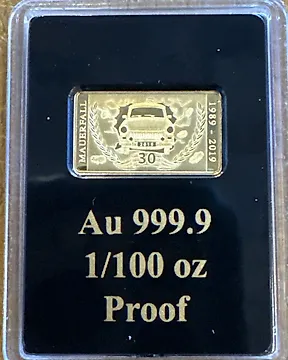 MAUERFALL
1989 - 2019
30
Au 999.9
1/100 oz
Proof